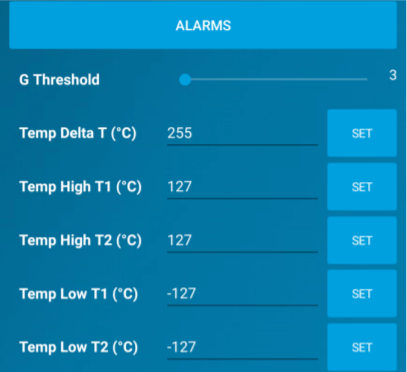 ALARMS
G Threshold 3
Temp Delta T (°C) 255 SET
Temp High T1 (°C) 127 SET
Temp High T2 (°C) 127 SET
Temp Low T1 (°C) -127 SET
Temp Low T2 (°C) -127 SET